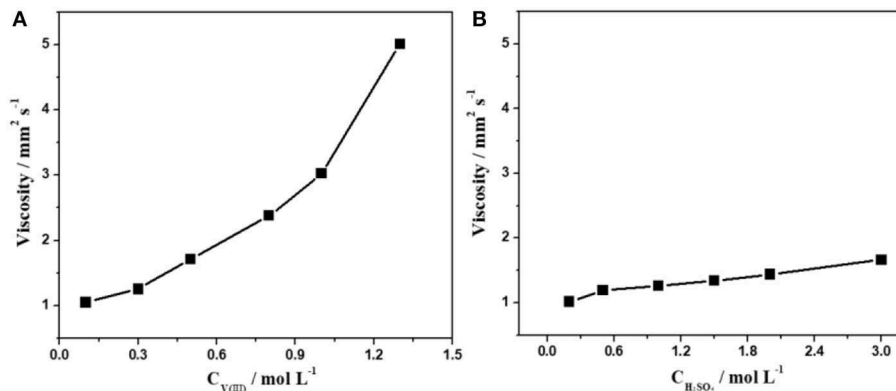 A
Viscosity / mm² s⁻¹
5
4
3
2
1
0.0 0.3 0.6 0.9 1.2 1.5
C V(III) / mol L⁻¹
B
Viscosity / mm² s⁻¹
5
4
3
2
1
0.0 0.6 1.2 1.8 2.4 3.0
C H₂SO₄ / mol L⁻¹